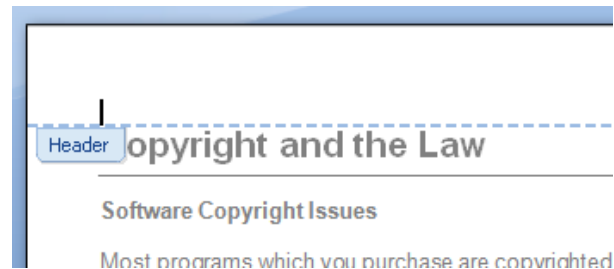 Header
opyright and the Law
Software Copyright Issues
Most programs which you purchase are copyrighted